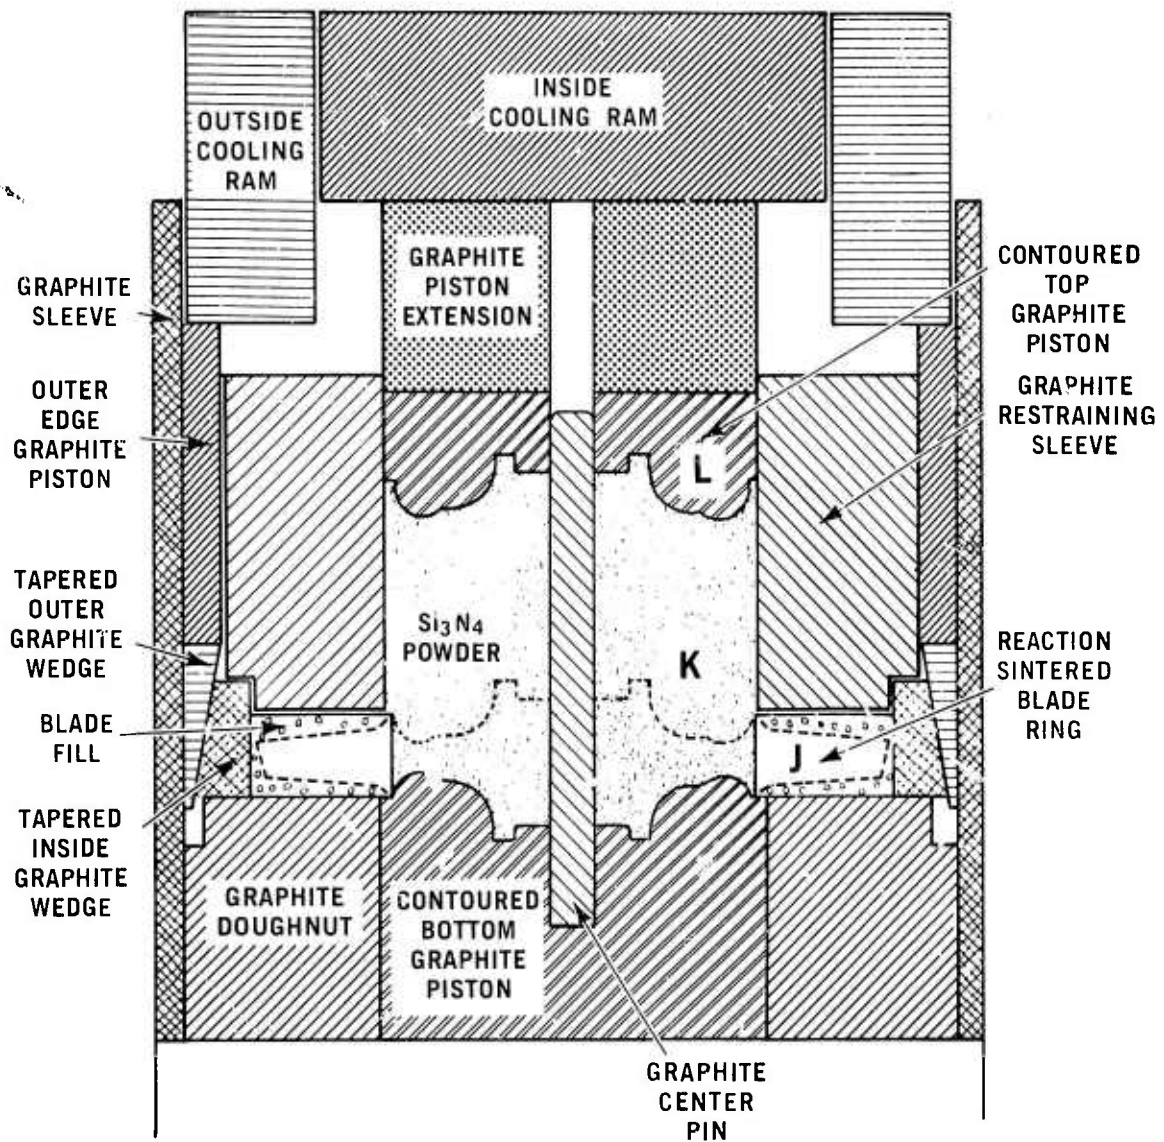 INSIDE
COOLING RAM
OUTSIDE
COOLING
RAM
GRAPHITE
PISTON
EXTENSION
CONTOURED
TOP
GRAPHITE
PISTON
GRAPHITE
SLEEVE
GRAPHITE
RESTRAINING
SLEEVE
OUTER
EDGE
GRAPHITE
PISTON
L
TAPERED
OUTER
GRAPHITE
WEDGE
Si3N4
POWDER
K
REACTION
SINTERED
BLADE
RING
BLADE
FILL
J
TAPERED
INSIDE
GRAPHITE
WEDGE
GRAPHITE
DOUGHNUT
CONTOURED
BOTTOM
GRAPHITE
PISTON
GRAPHITE
CENTER
PIN